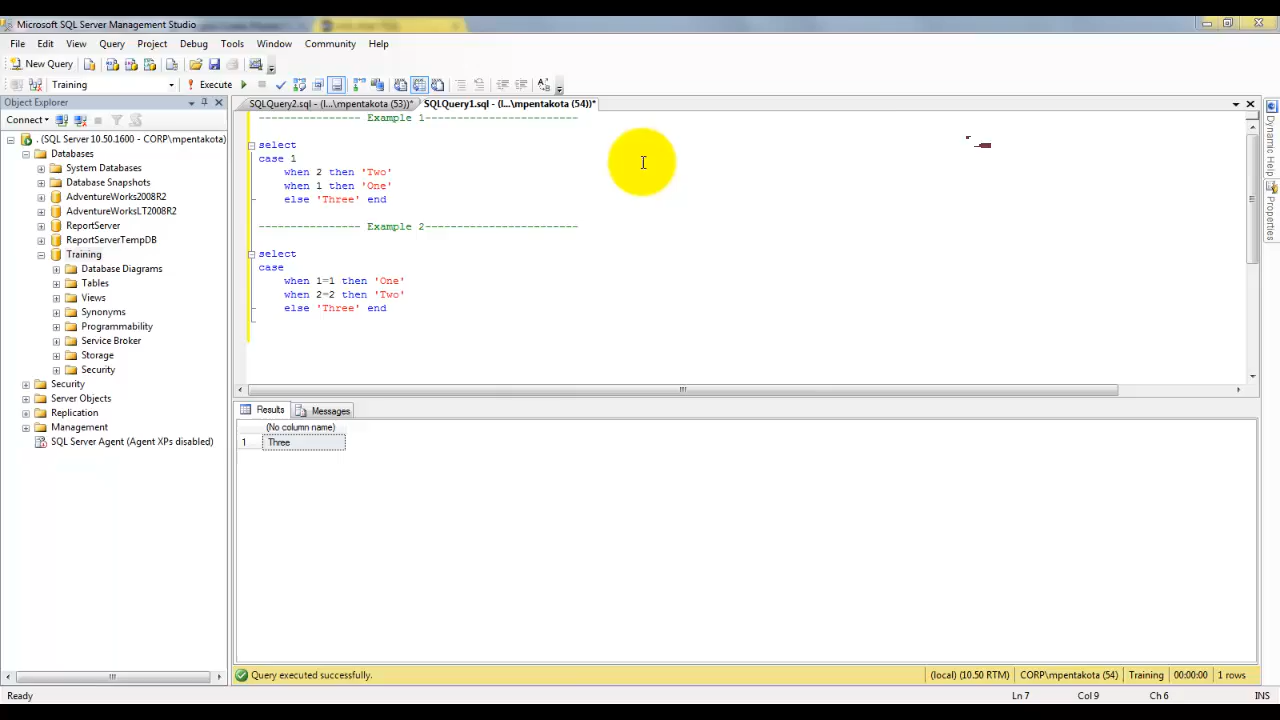 Microsoft SQL Server Management Studio
File Edit View Query Project Debug Tools Window Community Help
New Query
Training Execute
Object Explorer
SQLQuery2.sql - (l...\mpentakota (53))* SQLQuery1.sql - (l...\mpentakota (54))*
Connect
. (SQL Server 10.50.1600 - CORP\mpentakota)
Databases
System Databases
Database Snapshots
AdventureWorks2008R2
AdventureWorksLT2008R2
ReportServer
ReportServerTempDB
Training
Database Diagrams
Tables
Views
Synonyms
Programmability
Service Broker
Storage
Security
Security
Server Objects
Replication
Management
SQL Server Agent (Agent XPs disabled)
---------------- Example 1------------------------
select
case 1
when 2 then 'Two'
when 1 then 'One'
else 'Three' end
---------------- Example 2------------------------
select
case
when 1=1 then 'One'
when 2=2 then 'Two'
else 'Three' end
Results Messages
(No column name)
1 Three
Dynamic Help
Properties
Query executed successfully. (local) (10.50 RTM) CORP\mpentakota (54) Training 00:00:00 1 rows
Ready Ln 7 Col 9 Ch 6 INS